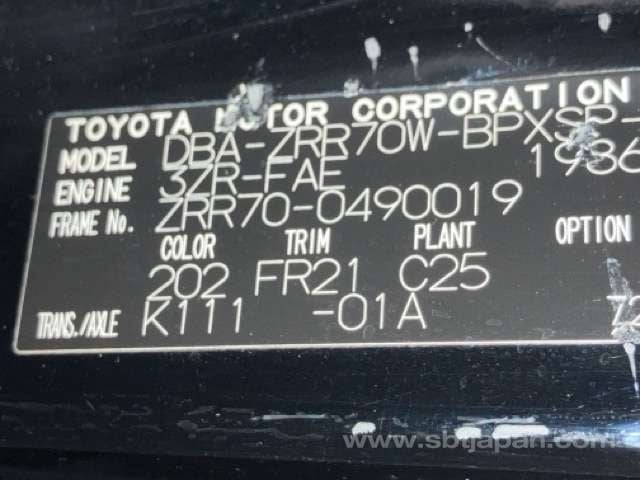 TOYOTA MOTOR CORPORATION
MODEL DBA-ZRR70W-BPXSP-
ENGINE 3ZR-FAE 1986
FRAME No. ZRR70-0490019
COLOR TRIM PLANT OPTION
202 FR21 C25
TRANS./AXLE K111 -01A
www.sbtjapan.com